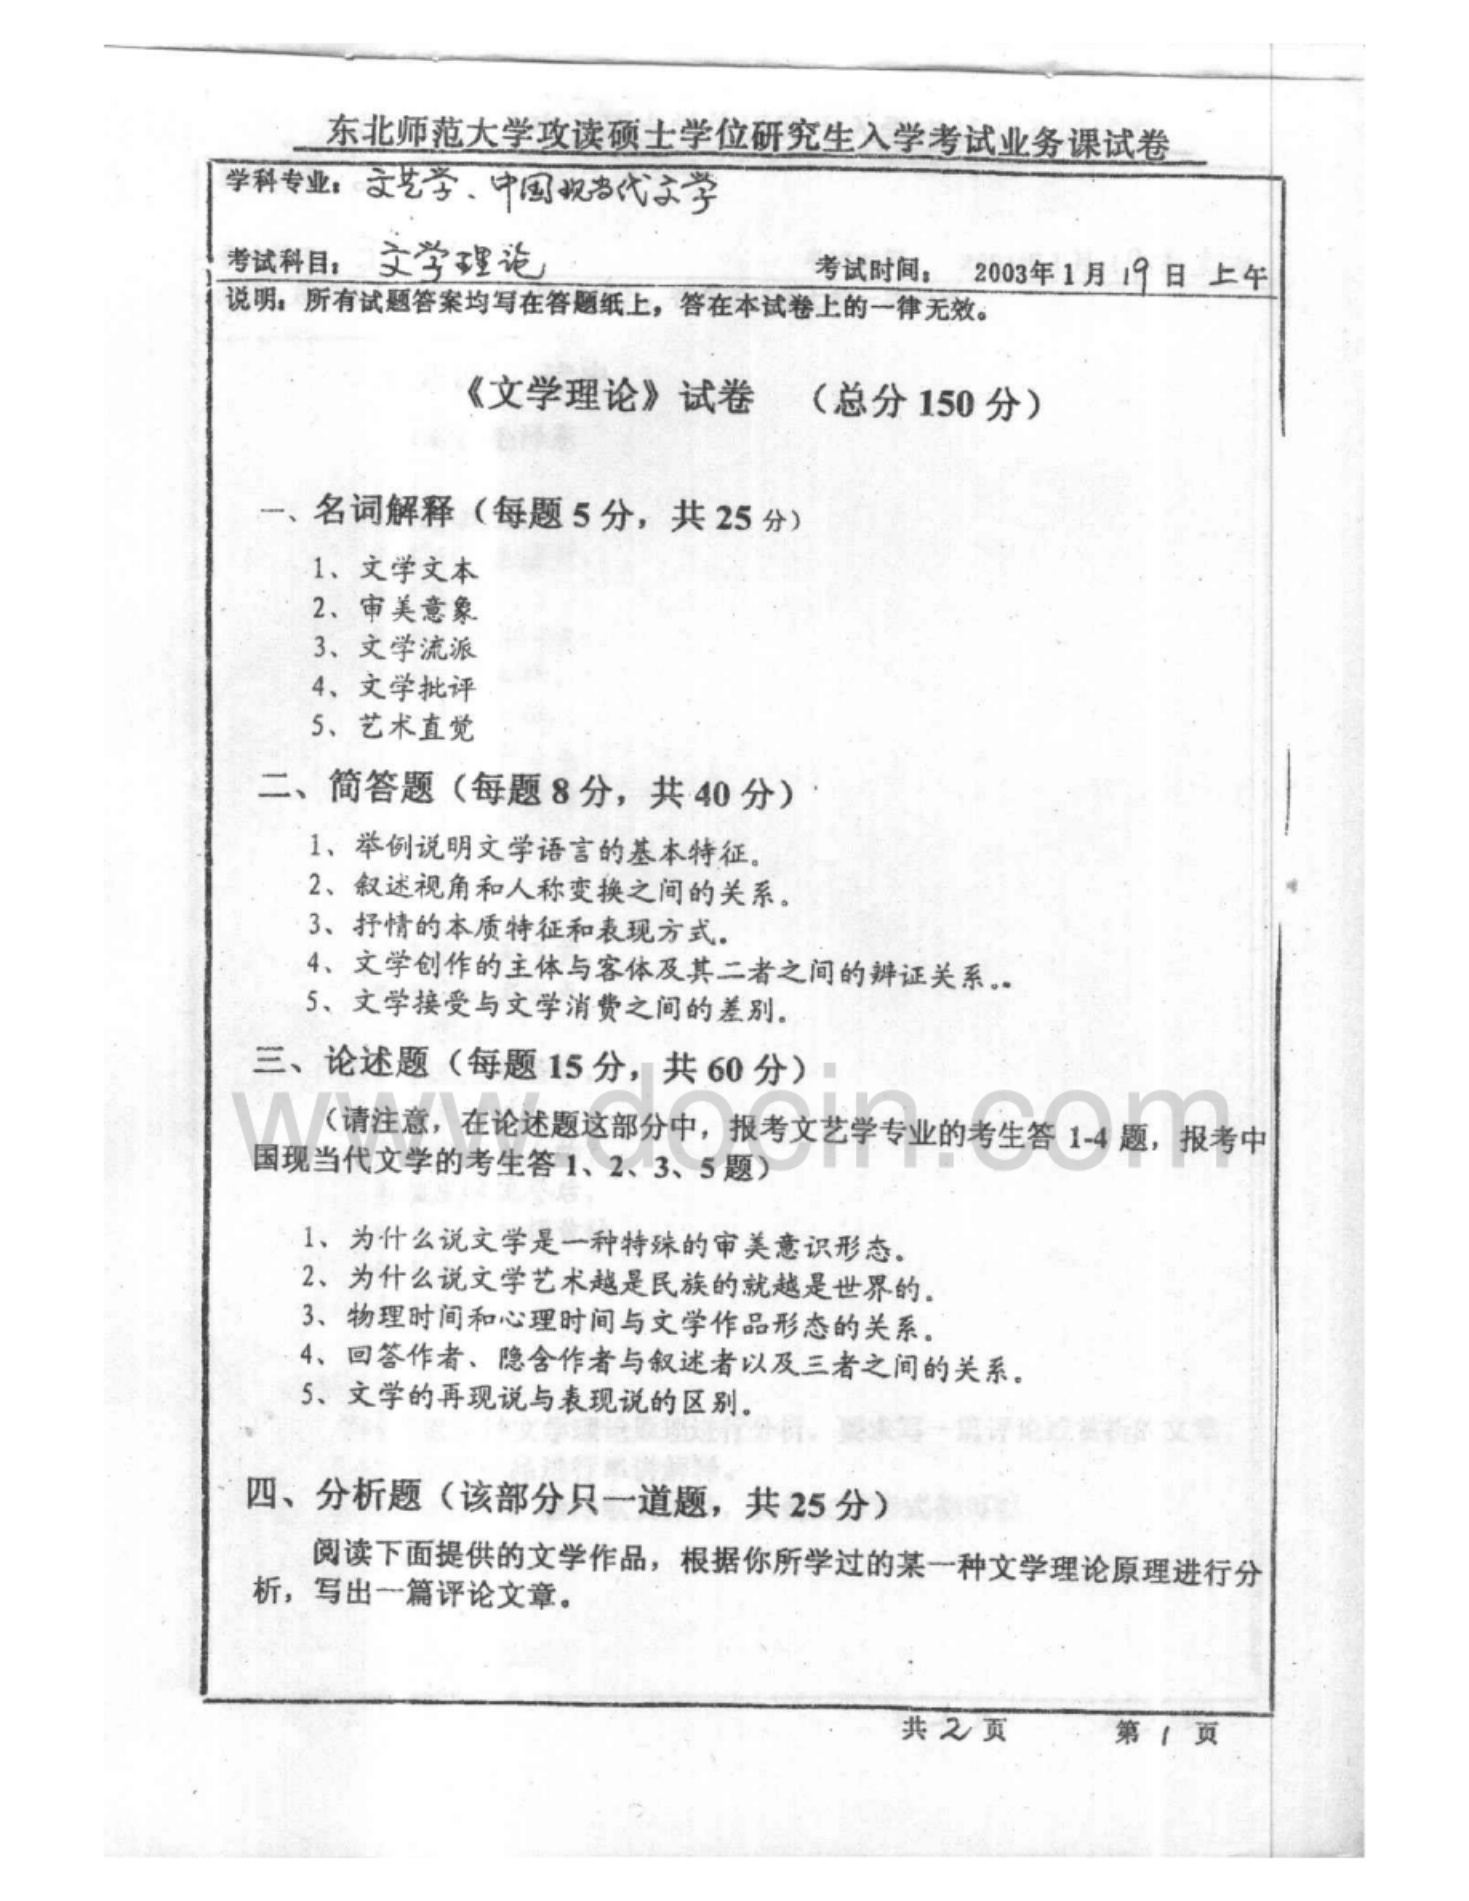 东北师范大学攻读硕士学位研究生入学考试业务课试卷
学科专业：文艺学、中国现当代文学
考试科目：文学理论 考试时间：2003年1月19日上午
说明：所有试题答案均写在答题纸上，答在本试卷上的一律无效。
《文学理论》试卷 （总分150分）
一、名词解释（每题5分，共25分）
1、文学文本
2、审美意象
3、文学流派
4、文学批评
5、艺术直觉
二、简答题（每题8分，共40分）
1、举例说明文学语言的基本特征。
2、叙述视角和人称变换之间的关系。
3、抒情的本质特征和表现方式。
4、文学创作的主体与客体及其二者之间的辨证关系。。
5、文学接受与文学消费之间的差别。
三、论述题（每题15分，共60分）
www.docin.com
（请注意，在论述题这部分中，报考文艺学专业的考生答1-4题，报考中
国现当代文学的考生答1、2、3、5题）
1、为什么说文学是一种特殊的审美意识形态。
2、为什么说文学艺术越是民族的就越是世界的。
3、物理时间和心理时间与文学作品形态的关系。
4、回答作者、隐含作者与叙述者以及三者之间的关系。
5、文学的再现说与表现说的区别。
四、分析题（该部分只一道题，共25分）
阅读下面提供的文学作品，根据你所学过的某一种文学理论原理进行分
析，写出一篇评论文章。
共2页 第1页